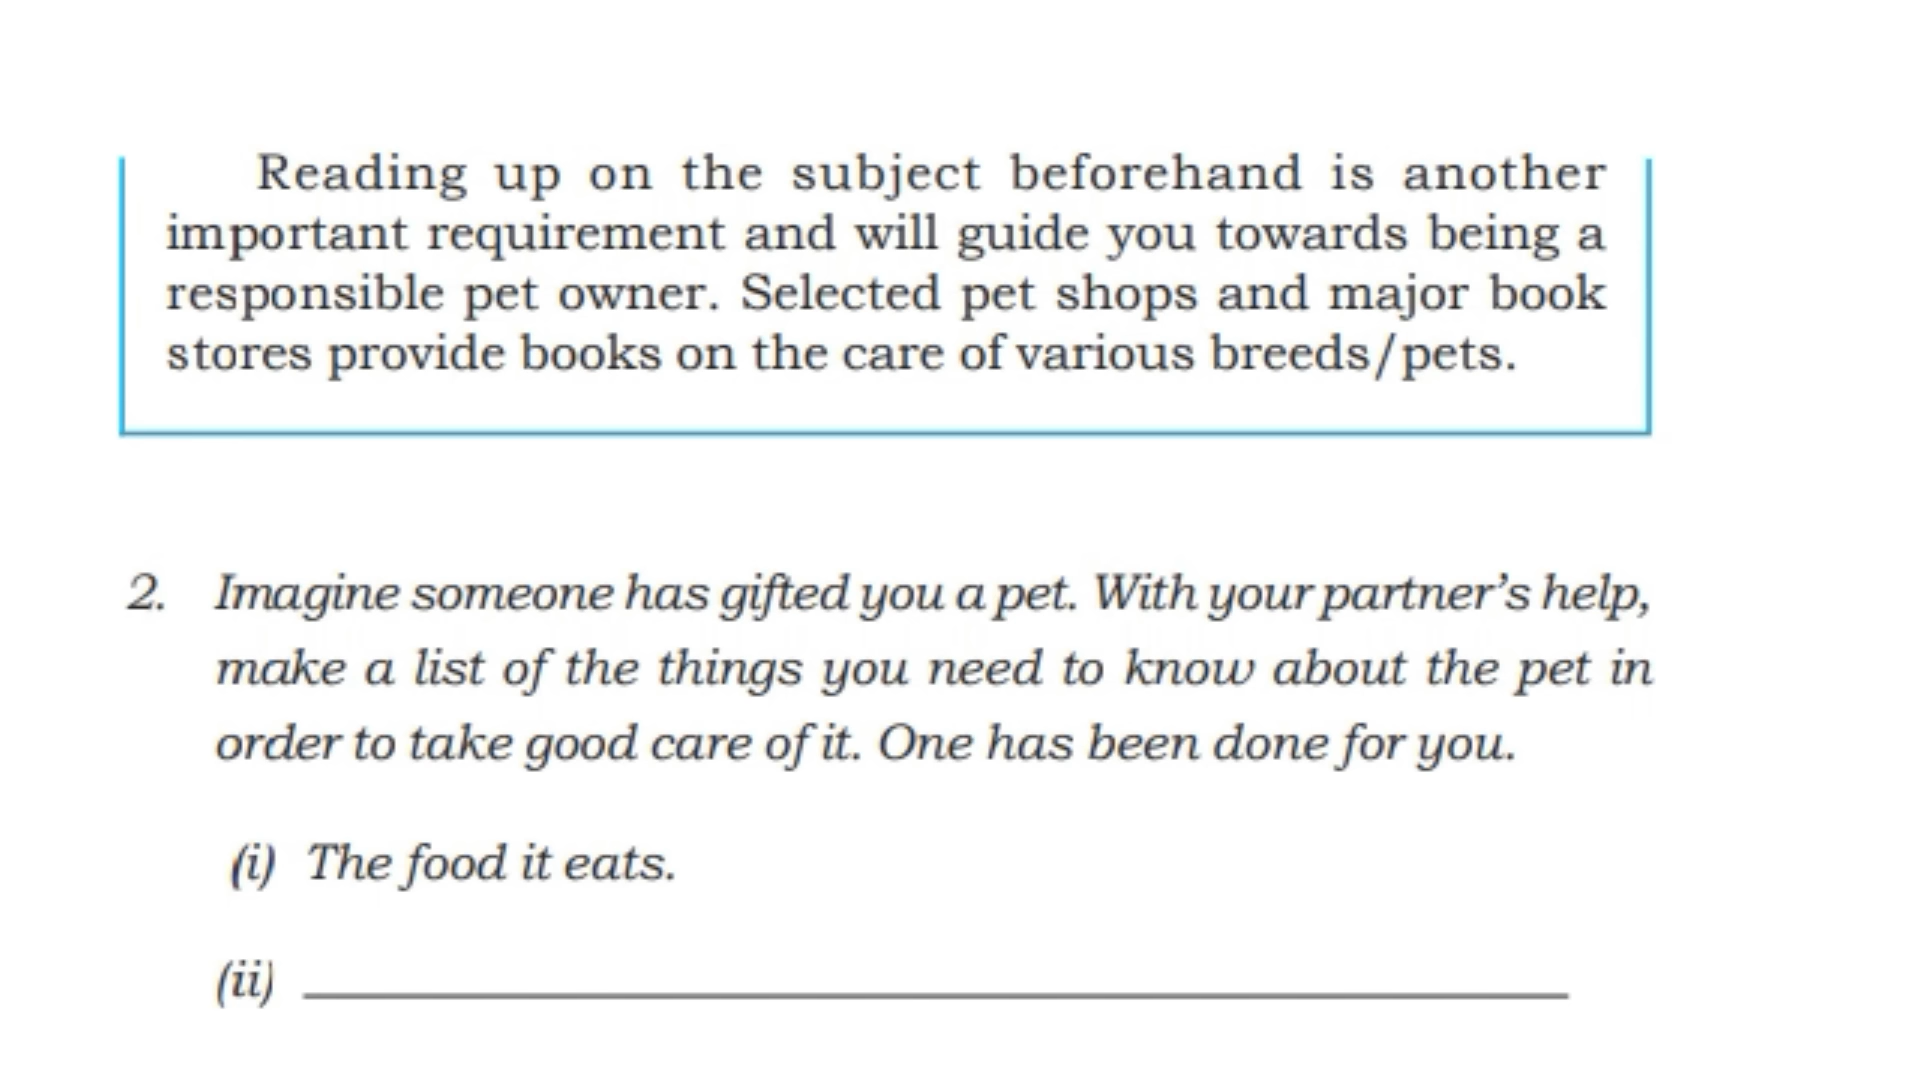 Reading up on the subject beforehand is another
important requirement and will guide you towards being a
responsible pet owner. Selected pet shops and major book
stores provide books on the care of various breeds/pets.
2. Imagine someone has gifted you a pet. With your partner’s help,
make a list of the things you need to know about the pet in
order to take good care of it. One has been done for you.
(i) The food it eats.
(ii)